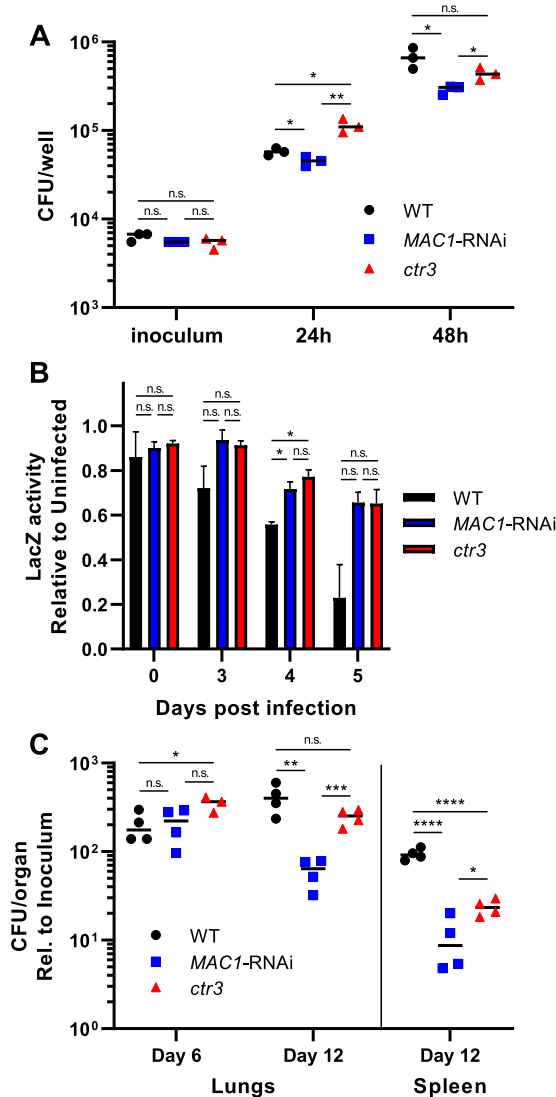 A
CFU/well
10⁶
10⁵
10⁴
10³
n.s.
n.s. n.s.
*
* **
n.s.
* *
WT
MAC1-RNAi
ctr3
inoculum 24h 48h
B
LacZ activity
Relative to Uninfected
1.0
0.8
0.6
0.4
0.2
0.0
n.s.
n.s. n.s.
n.s.
n.s. n.s.
*
* n.s.
n.s.
n.s. n.s.
WT
MAC1-RNAi
ctr3
0 3 4 5
Days post infection
C
CFU/organ
Rel. to Inoculum
10³
10²
10¹
10⁰
*
n.s. n.s.
n.s.
** ***
****
****
*
WT
MAC1-RNAi
ctr3
Day 6 Day 12 Day 12
Lungs Spleen